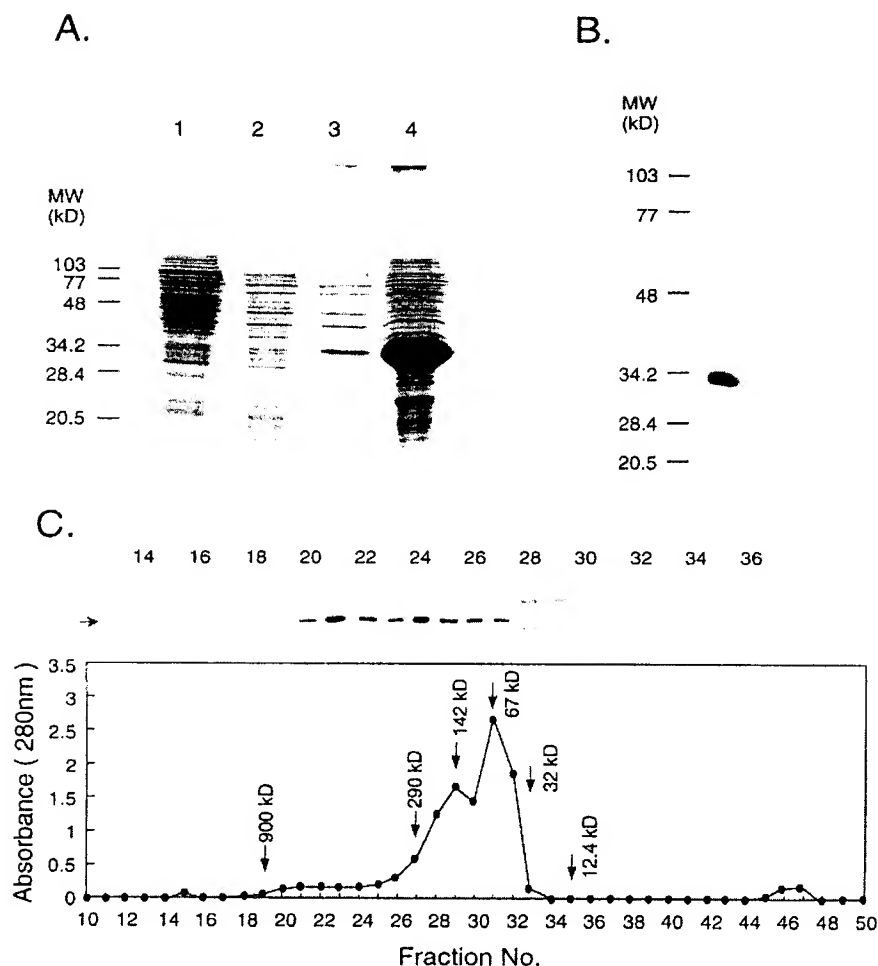 A.
B.
1 2 3 4
MW
(kD)
103
77
48
34.2
28.4
20.5
MW
(kD)
103
77
48
34.2
28.4
20.5
C.
14 16 18 20 22 24 26 28 30 32 34 36
Absorbance ( 280nm)
3.5
3
2.5
2
1.5
1
0.5
0
900 kD
290 kD
142 kD
67 kD
32 kD
12.4 kD
10 12 14 16 18 20 22 24 26 28 30 31 32 34 36 38 40 42 44 46 48 50
Fraction No.